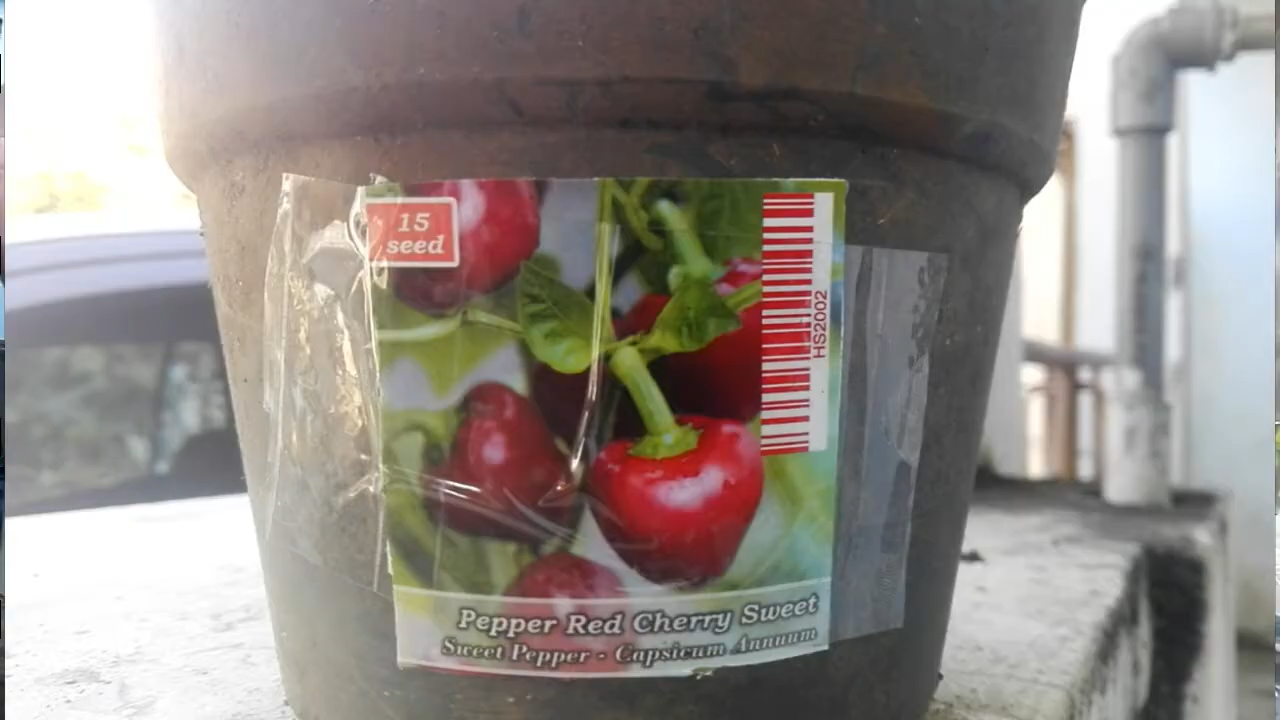 15
seed
HS2002
Pepper Red Cherry Sweet
Sweet Pepper - Capsicum Annuum